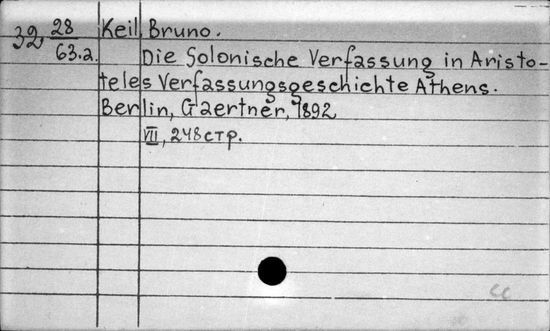 32, 28/63.2. Keil, Bruno.
Die Solonische Verfassung in Aristo-
teles Verfassungsgeschichte Athens.
Berlin, Gaertner, 1892
VII, 248 стр.